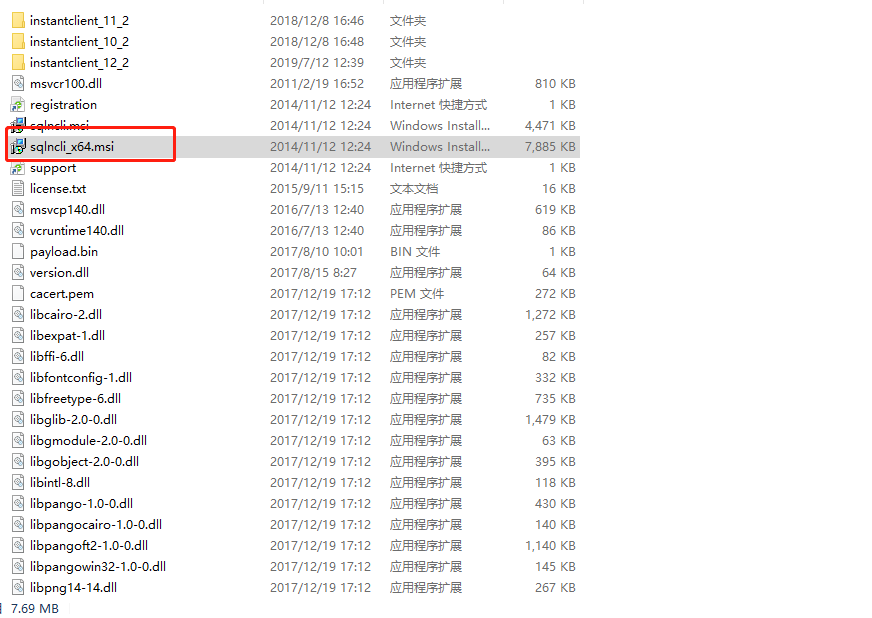 instantclient_11_2 2018/12/8 16:46 文件夹
instantclient_10_2 2018/12/8 16:48 文件夹
instantclient_12_2 2019/7/12 12:39 文件夹
msvcr100.dll 2011/2/19 16:52 应用程序扩展 810 KB
registration 2014/11/12 12:24 Internet 快捷方式 1 KB
sqlncli.msi 2014/11/12 12:24 Windows Install... 4,471 KB
sqlncli_x64.msi 2014/11/12 12:24 Windows Install... 7,885 KB
support 2014/11/12 12:24 Internet 快捷方式 1 KB
license.txt 2015/9/11 15:15 文本文档 16 KB
msvcp140.dll 2016/7/13 12:40 应用程序扩展 619 KB
vcruntime140.dll 2016/7/13 12:40 应用程序扩展 86 KB
payload.bin 2017/8/10 10:01 BIN 文件 1 KB
version.dll 2017/8/15 8:27 应用程序扩展 64 KB
cacert.pem 2017/12/19 17:12 PEM 文件 272 KB
libcairo-2.dll 2017/12/19 17:12 应用程序扩展 1,272 KB
libexpat-1.dll 2017/12/19 17:12 应用程序扩展 257 KB
libffi-6.dll 2017/12/19 17:12 应用程序扩展 82 KB
libfontconfig-1.dll 2017/12/19 17:12 应用程序扩展 332 KB
libfreetype-6.dll 2017/12/19 17:12 应用程序扩展 735 KB
libglib-2.0-0.dll 2017/12/19 17:12 应用程序扩展 1,479 KB
libgmodule-2.0-0.dll 2017/12/19 17:12 应用程序扩展 63 KB
libgobject-2.0-0.dll 2017/12/19 17:12 应用程序扩展 395 KB
libintl-8.dll 2017/12/19 17:12 应用程序扩展 118 KB
libpango-1.0-0.dll 2017/12/19 17:12 应用程序扩展 430 KB
libpangocairo-1.0-0.dll 2017/12/19 17:12 应用程序扩展 140 KB
libpangoft2-1.0-0.dll 2017/12/19 17:12 应用程序扩展 1,140 KB
libpangowin32-1.0-0.dll 2017/12/19 17:12 应用程序扩展 145 KB
libpng14-14.dll 2017/12/19 17:12 应用程序扩展 267 KB
7.69 MB